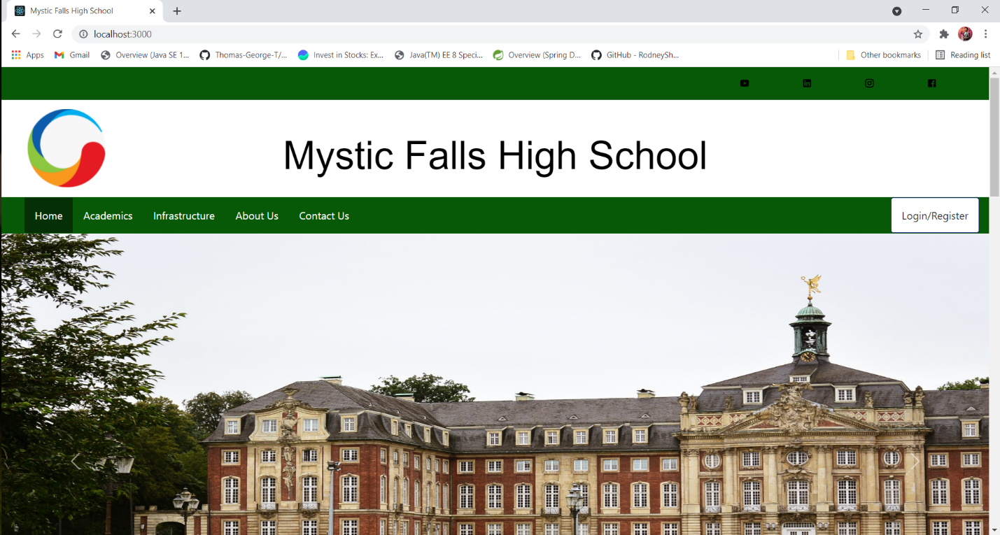 Mystic Falls High School
localhost:3000
Apps Gmail Overview (Java SE 1... Thomas-George-T/... Invest in Stocks: Ex... Java(TM) EE 8 Speci... Overview (Spring D... GitHub - RodneySh... Other bookmarks Reading list
Mystic Falls High School
Home Academics Infrastructure About Us Contact Us Login/Register